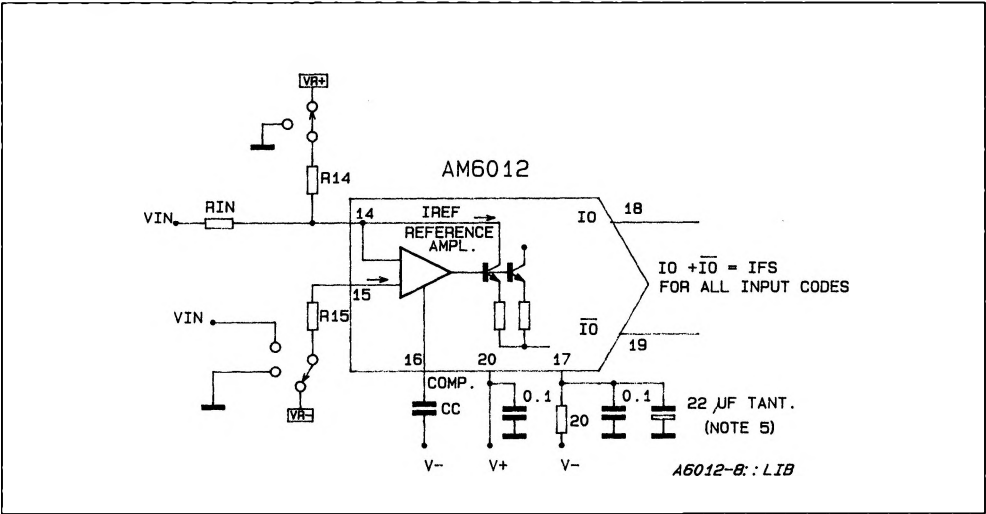 VR+
AM6012
R14
VIN
RIN
14
IREF
REFERENCE
AMPL.
IO
18
15
R15
VIN
IO + I̅O̅ = IFS
FOR ALL INPUT CODES
I̅O̅
19
16
20
17
COMP.
CC
0.1
20
0.1
22 µF TANT.
(NOTE 5)
VR-
V-
V+
V-
A6012-8::LIB